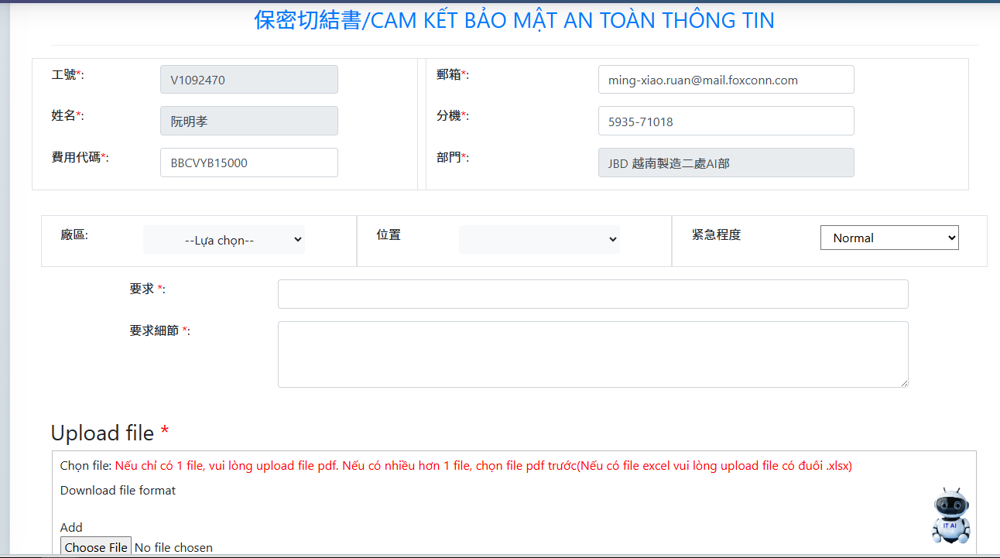 保密切結書/CAM KẾT BẢO MẬT AN TOÀN THÔNG TIN
工號*: V1092470 郵箱*: ming-xiao.ruan@mail.foxconn.com
姓名*: 阮明孝 分機*: 5935-71018
費用代碼*: BBCVYB15000 部門*: JBD 越南製造二處AI部
廠區: --Lựa chọn-- 位置 紧急程度 Normal
要求 *:
要求細節 *:
Upload file *
Chọn file: Nếu chỉ có 1 file, vui lòng upload file pdf. Nếu có nhiều hơn 1 file, chọn file pdf trước(Nếu có file excel vui lòng upload file có đuôi .xlsx)
Download file format
IT AI
Add
Choose File No file chosen